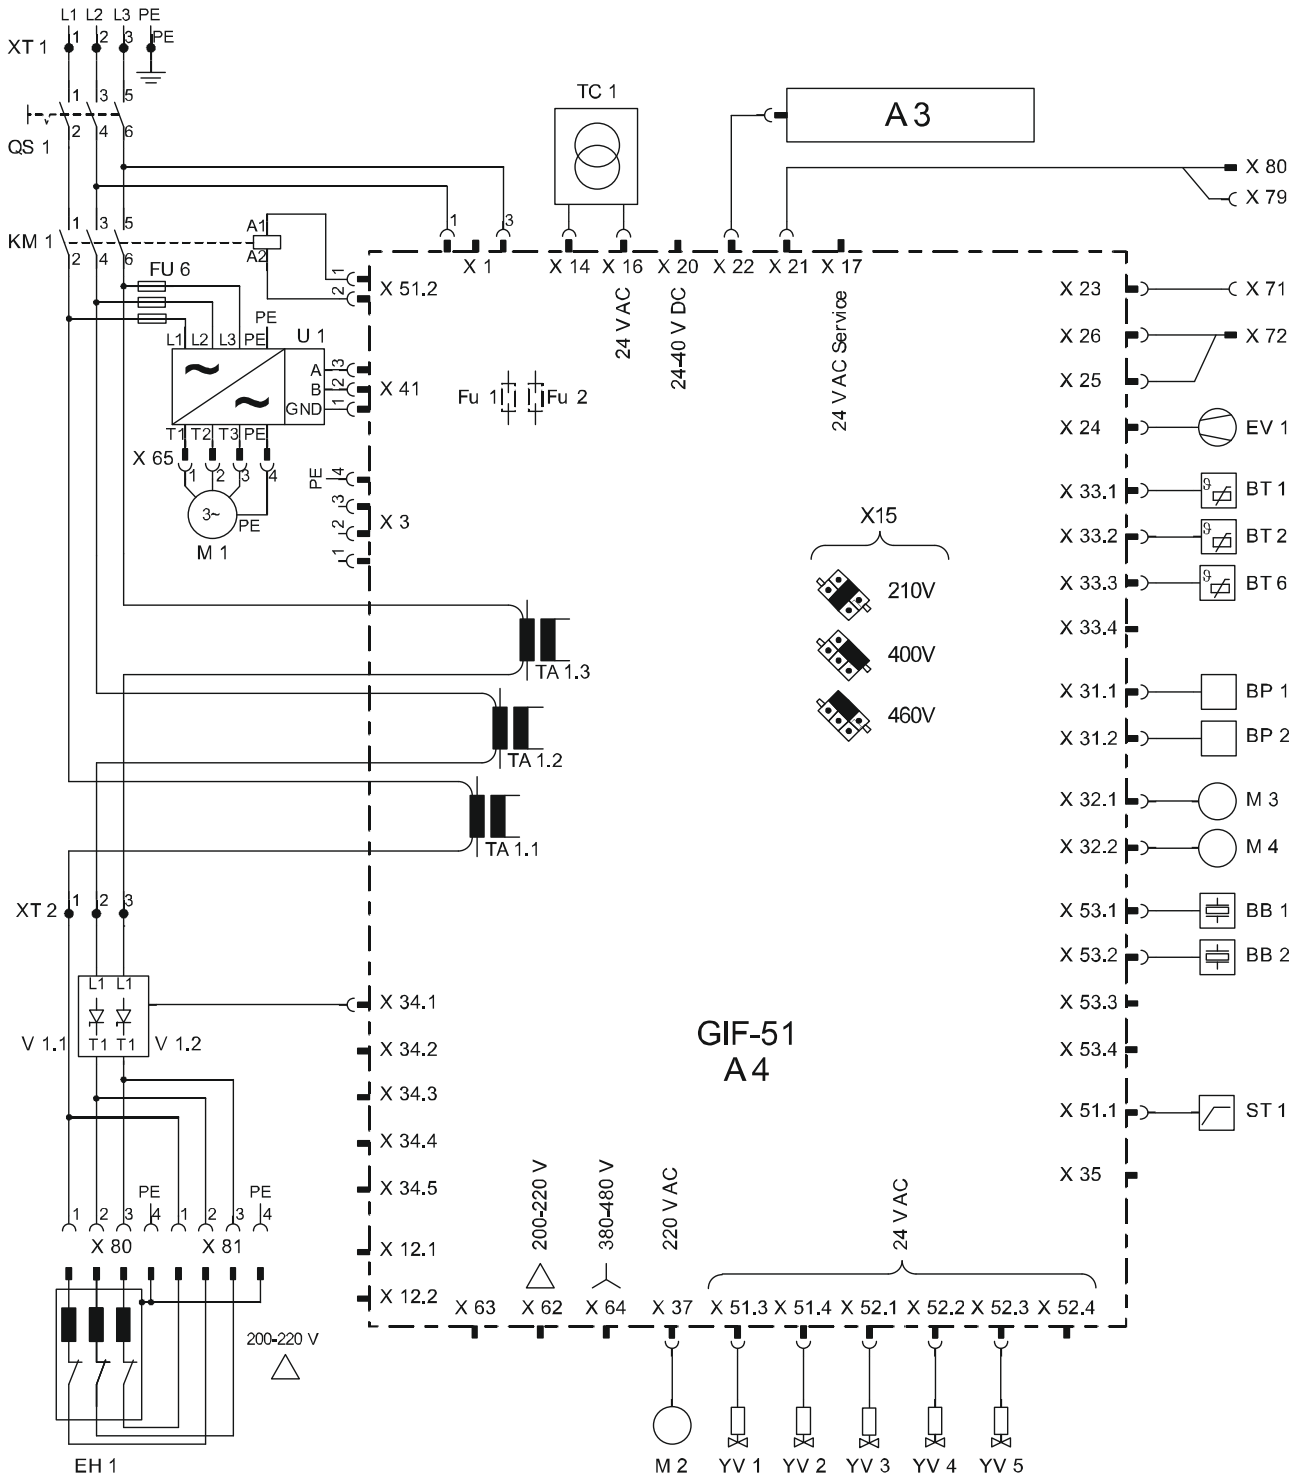 L1 L2 L3 PE
XT 1 1 2 3 PE
TC 1
A 3
1 3 5
QS 1 2 4 6
X 80
X 79
1 3 5
KM 1 2 4 6
A1
A2
1 3
X 1 X 14 X 16 X 20 X 22 X 21 X 17
24 V AC
24-40 V DC
24 V AC Service
FU 6
1
2
X 51.2
X 23 X 71
X 26 X 72
X 25
X 24 EV 1
PE
L1 L2 L3 PE U 1
A 3
B 2
GND 1
X 41
Fu 1 Fu 2
T1 T2 T3 PE
X 65 1 2 3 4
3~ PE
M 1
PE 4
3
2
1
X 3
X 33.1 ϑ BT 1
X 33.2 ϑ BT 2
X 33.3 ϑ BT 6
X 33.4
X15
210V
400V
460V
TA 1.3
TA 1.2
TA 1.1
X 31.1 BP 1
X 31.2 BP 2
X 32.1 M 3
X 32.2 M 4
X 53.1 BB 1
X 53.2 BB 2
X 53.3
X 53.4
X 51.1 ST 1
X 35
XT 2 1 2 3
L1 L1
T1 T1
V 1.1 V 1.2
X 34.1
X 34.2
X 34.3
X 34.4
X 34.5
X 12.1
X 12.2
GIF-51
A 4
PE PE
1 2 3 4 1 2 3 4
X 80 X 81
200-220 V
EH 1
200-220 V
380-480 V
220 V AC
24 V AC
X 63 X 62 X 64 X 37 X 51.3 X 51.4 X 52.1 X 52.2 X 52.3 X 52.4
M 2 YV 1 YV 2 YV 3 YV 4 YV 5